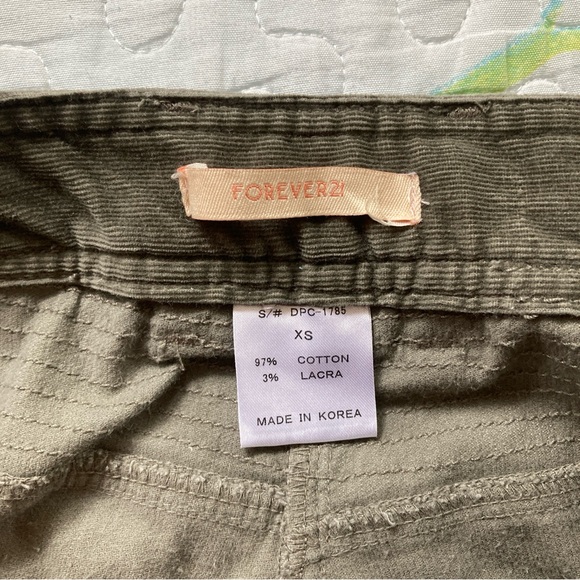 FOREVER21
S/# DPC-1785
XS
97% COTTON
3% LACRA
MADE IN KOREA